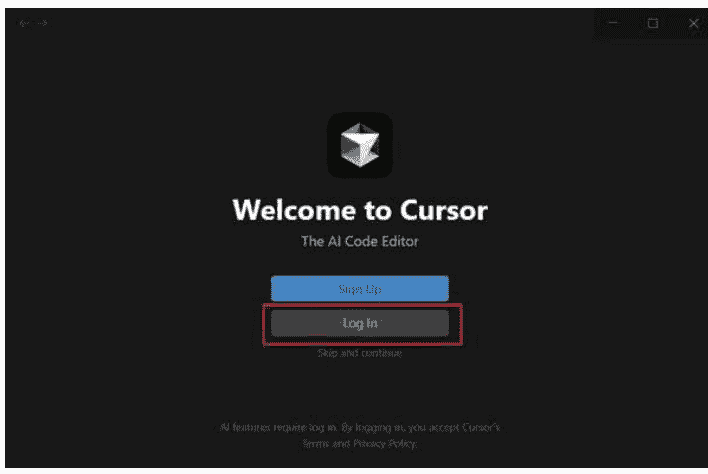 Welcome to Cursor
The AI Code Editor
Sign Up
Log In
Skip and continue
AI features require log in. By logging in, you accept Cursor's
Terms and Privacy Policy.